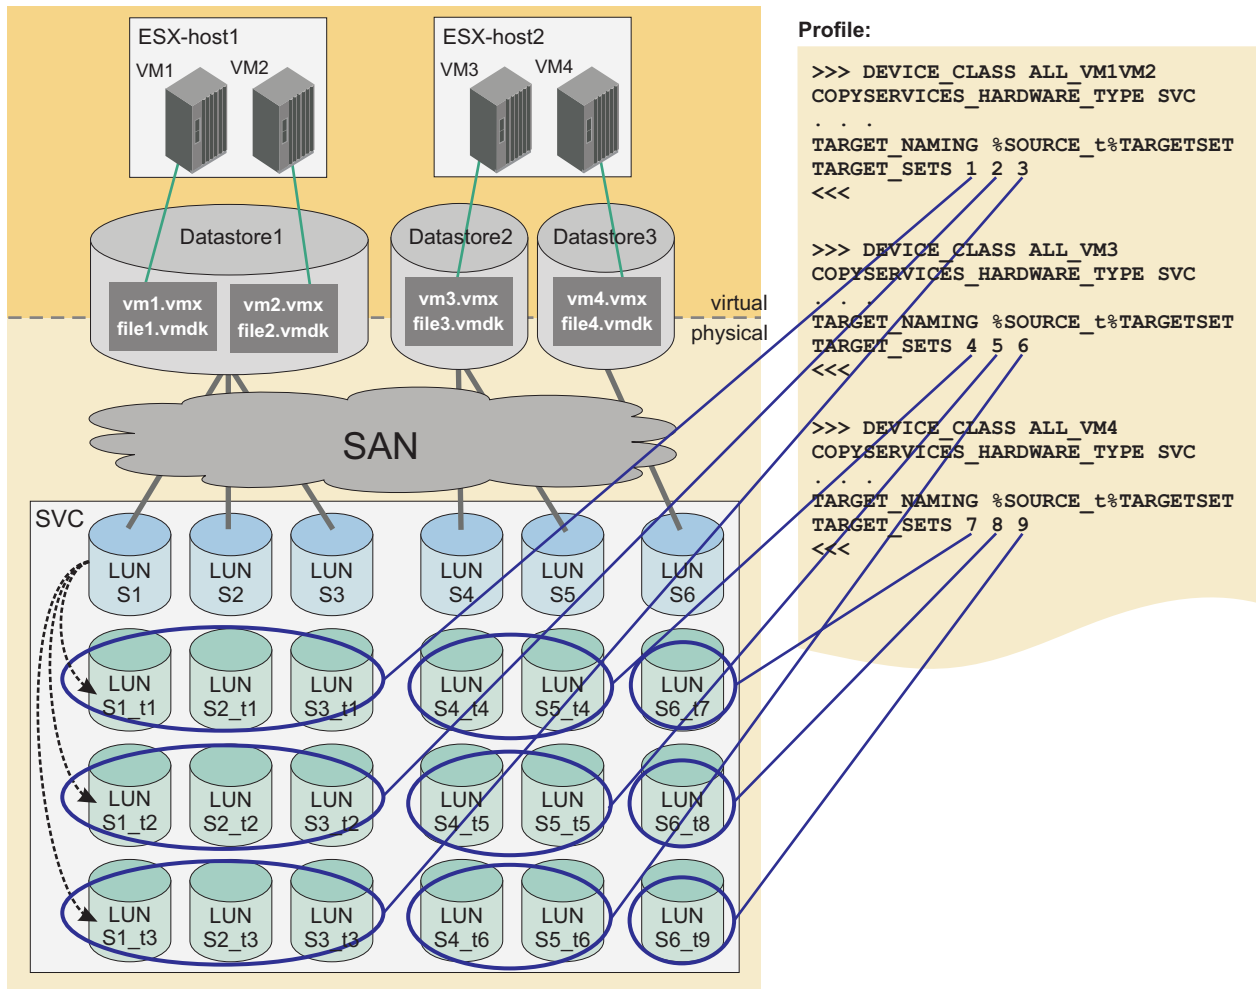 ESX-host1
VM1
VM2
ESX-host2
VM3
VM4
Datastore1
Datastore2
Datastore3
vm1.vmx
file1.vmdk
vm2.vmx
file2.vmdk
vm3.vmx
file3.vmdk
vm4.vmx
file4.vmdk
virtual
physical
SAN
SVC
LUN
S1
LUN
S2
LUN
S3
LUN
S4
LUN
S5
LUN
S6
LUN
S1_t1
LUN
S2_t1
LUN
S3_t1
LUN
S4_t4
LUN
S5_t4
LUN
S6_t7
LUN
S1_t2
LUN
S2_t2
LUN
S3_t2
LUN
S4_t5
LUN
S5_t5
LUN
S6_t8
LUN
S1_t3
LUN
S2_t3
LUN
S3_t3
LUN
S4_t6
LUN
S5_t6
LUN
S6_t9
Profile:
>>> DEVICE_CLASS ALL_VM1VM2
COPYSERVICES_HARDWARE_TYPE SVC
. . .
TARGET_NAMING %SOURCE_t%TARGETSET
TARGET_SETS 1 2 3
<<<
>>> DEVICE_CLASS ALL_VM3
COPYSERVICES_HARDWARE_TYPE SVC
. . .
TARGET_NAMING %SOURCE_t%TARGETSET
TARGET_SETS 4 5 6
<<<
>>> DEVICE_CLASS ALL_VM4
COPYSERVICES_HARDWARE_TYPE SVC
. . .
TARGET_NAMING %SOURCE_t%TARGETSET
TARGET_SETS 7 8 9
<<<